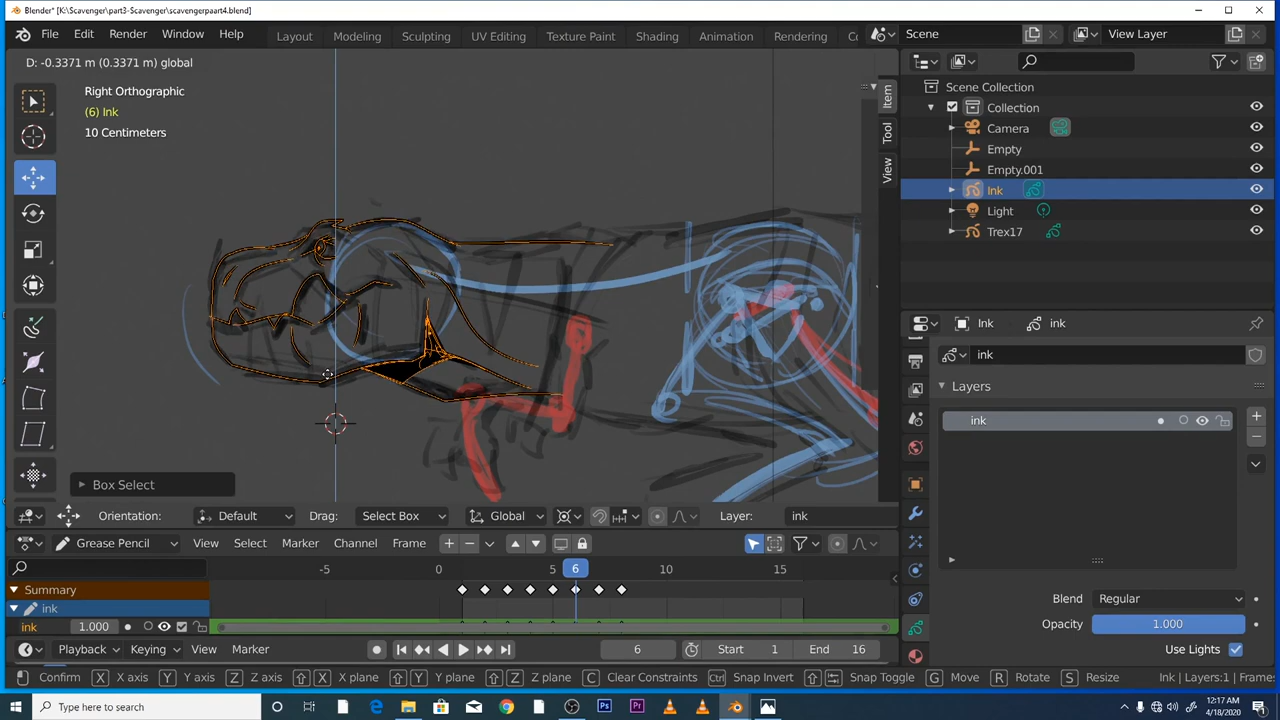 Blender* [K:\Scavenger\part3-Scavenger\scavengerpaart4.blend]
File Edit Render Window Help Layout Modeling Sculpting UV Editing Texture Paint Shading Animation Rendering Scene View Layer
D: -0.3371 m (0.3371 m) global
Right Orthographic
(6) Ink
10 Centimeters
Item
Tool
View
Scene Collection
Collection
Camera
Empty
Empty.001
Ink
Light
Trex17
Ink ink
ink
Layers
ink
Blend Regular
Opacity 1.000
Use Lights
Box Select
Orientation: Default Drag: Select Box Global Layer: ink
Grease Pencil View Select Marker Channel Frame
-5 0 5 6 10 15
Summary
ink
ink 1.000
Playback Keying View Marker 6 Start 1 End 16
Confirm X X axis Y Y axis Z Z axis X X plane Y Y plane Z Z plane C Clear Constraints Ctrl Snap Invert Snap Toggle G Move R Rotate S Resize Ink | Layers:1 | Frame
Type here to search
12:17 AM
4/18/2020